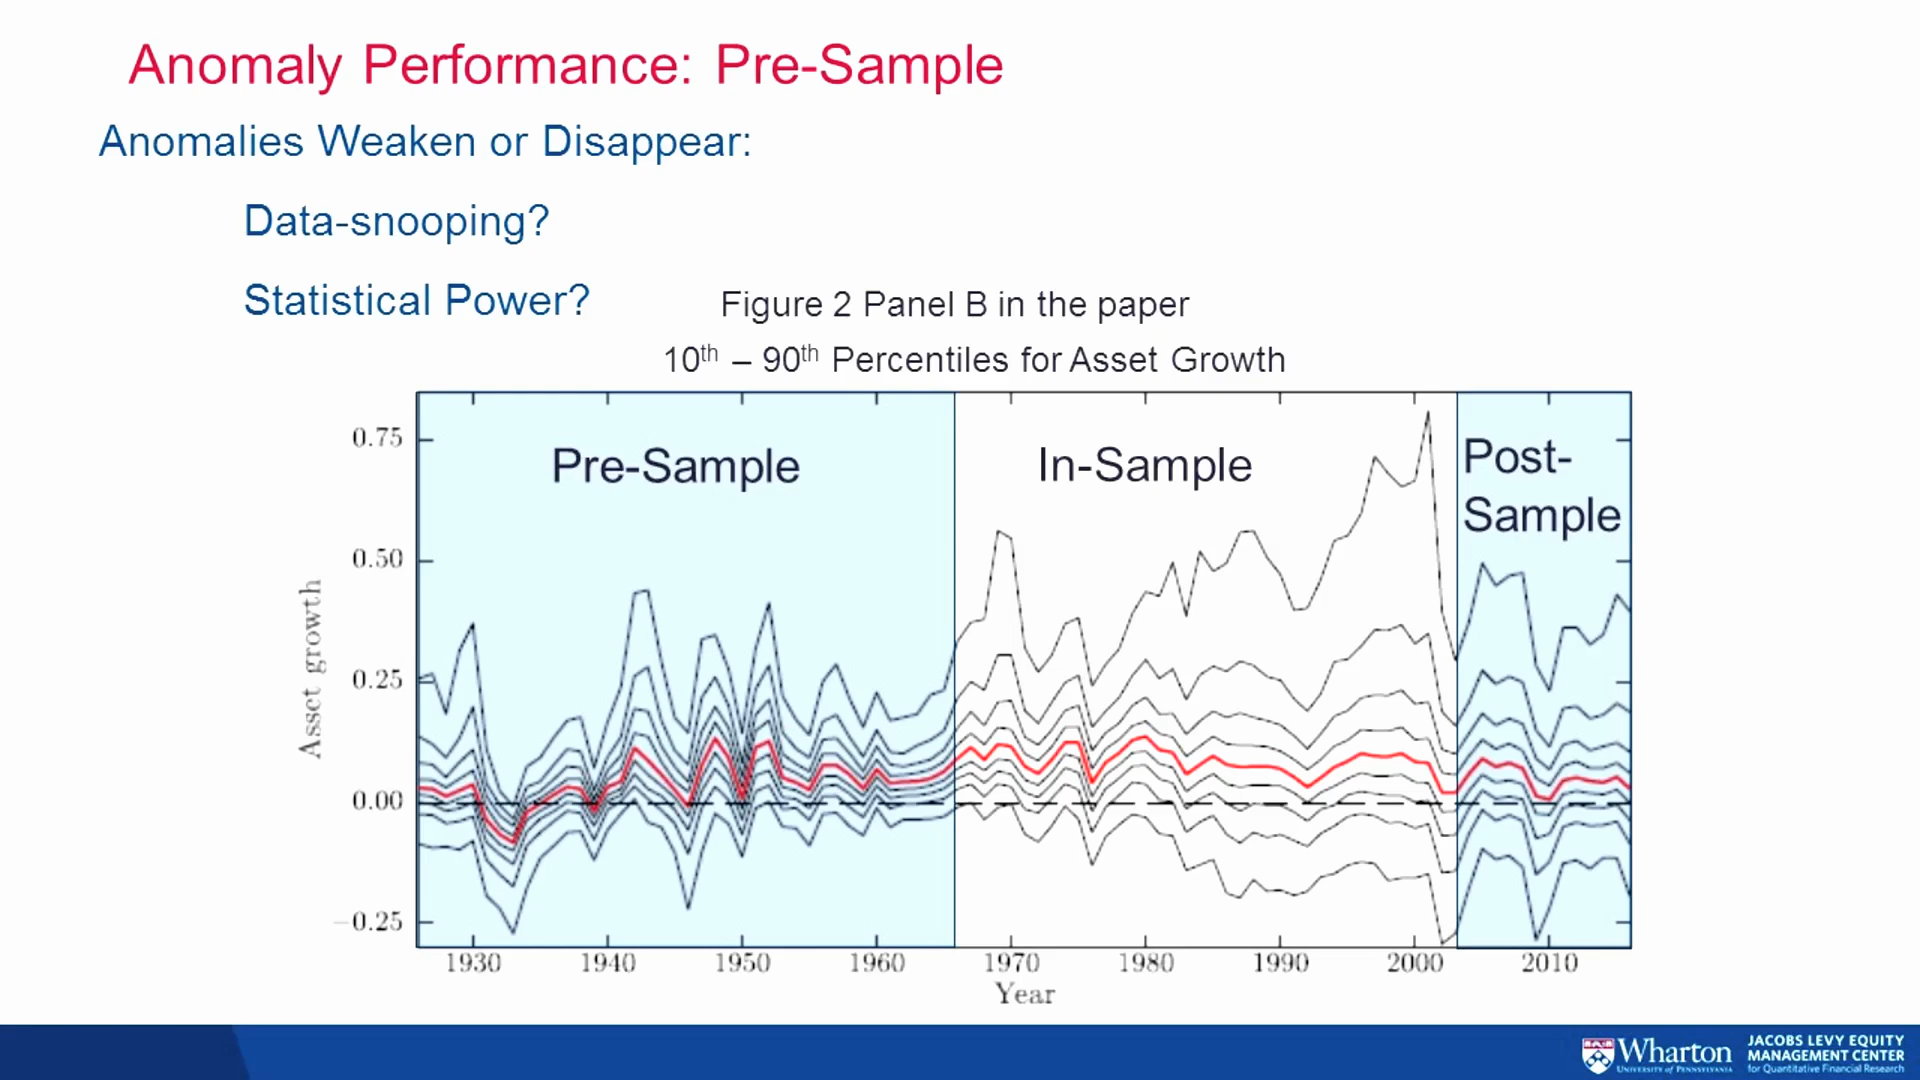 Anomaly Performance: Pre-Sample
Anomalies Weaken or Disappear:
Data-snooping?
Statistical Power?
Figure 2 Panel B in the paper
10th – 90th Percentiles for Asset Growth
Pre-Sample
In-Sample
Post-
Sample
Asset growth
0.75
0.50
0.25
0.00
−0.25
1930 1940 1950 1960 1970 1980 1990 2000 2010
Year
Wharton
UNIVERSITY of PENNSYLVANIA
JACOBS LEVY EQUITY
MANAGEMENT CENTER
for Quantitative Financial Research